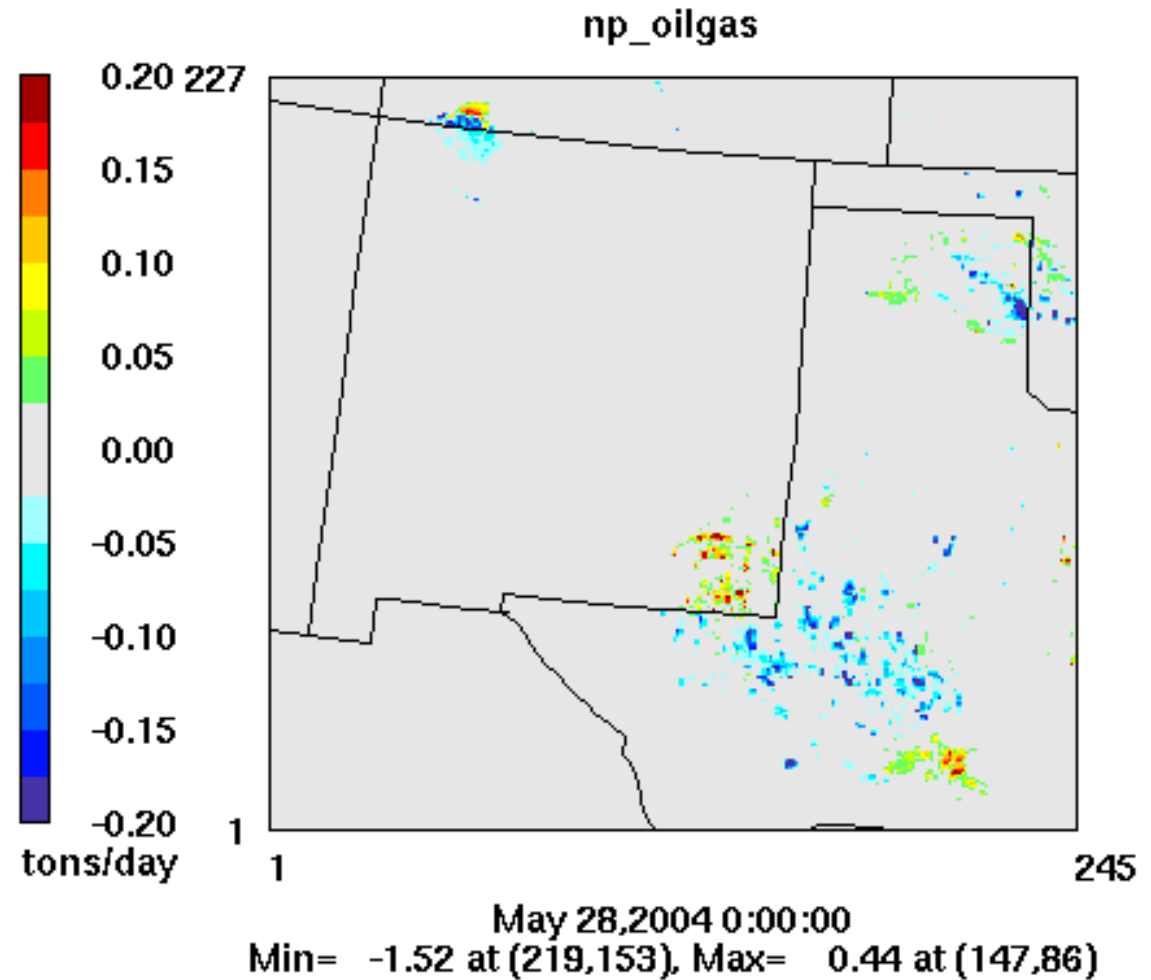 np_oilgas
0.20 227
0.15
0.10
0.05
0.00
-0.05
-0.10
-0.15
-0.20 1
tons/day 1 245
May 28,2004 0:00:00
Min= -1.52 at (219,153), Max= 0.44 at (147,86)